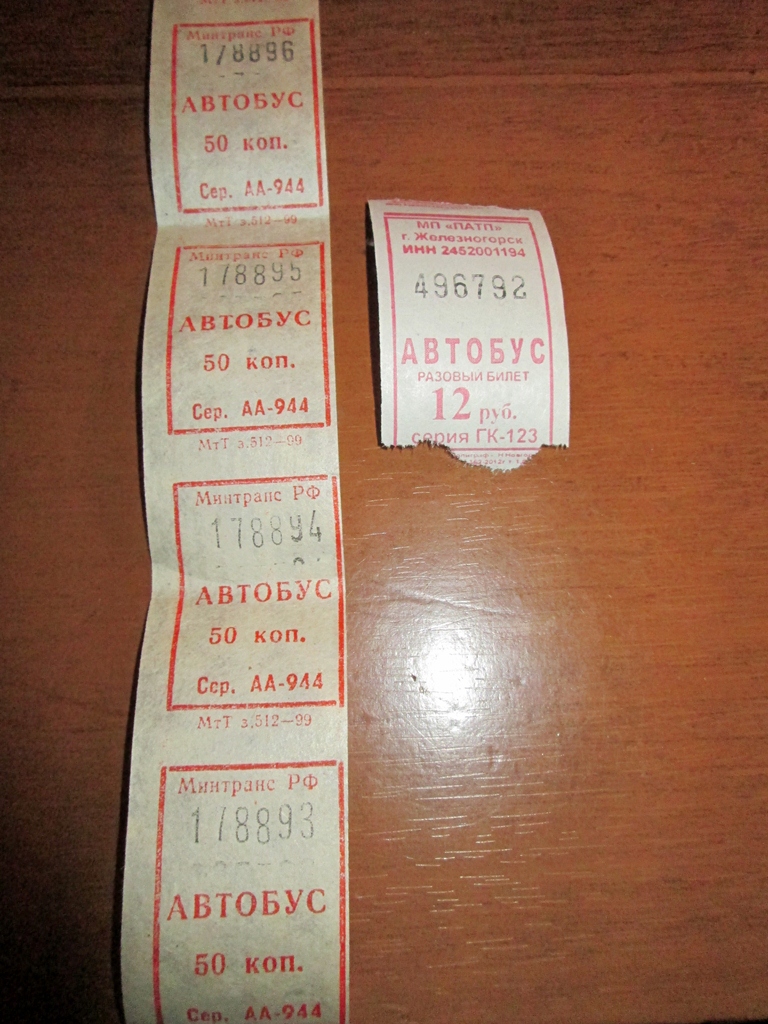 МтТ з.512—99
Минтранс РФ
178896
АВТОБУС
50 коп.
Сер. АА-944
МтТ з.512—99
Минтранс РФ
178895
АВТОБУС
50 коп.
Сер. АА-944
МтТ з.512—99
Минтранс РФ
178894
АВТОБУС
50 коп.
Сер. АА-944
МтТ з.512—99
Минтранс РФ
178893
АВТОБУС
50 коп.
Сер. АА-944
МП «ПАТП»
г. Железногорск
ИНН 2452001194
496792
АВТОБУС
РАЗОВЫЙ БИЛЕТ
12 руб.
серия ГК-123